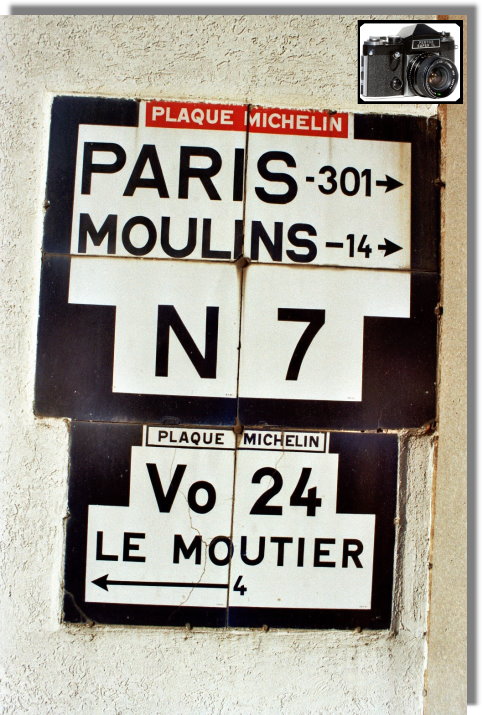 PLAQUE MICHELIN
PARIS - 301 →
MOULINS - 14 →
N 7
PLAQUE MICHELIN
Vo 24
LE MOUTIER
← 4